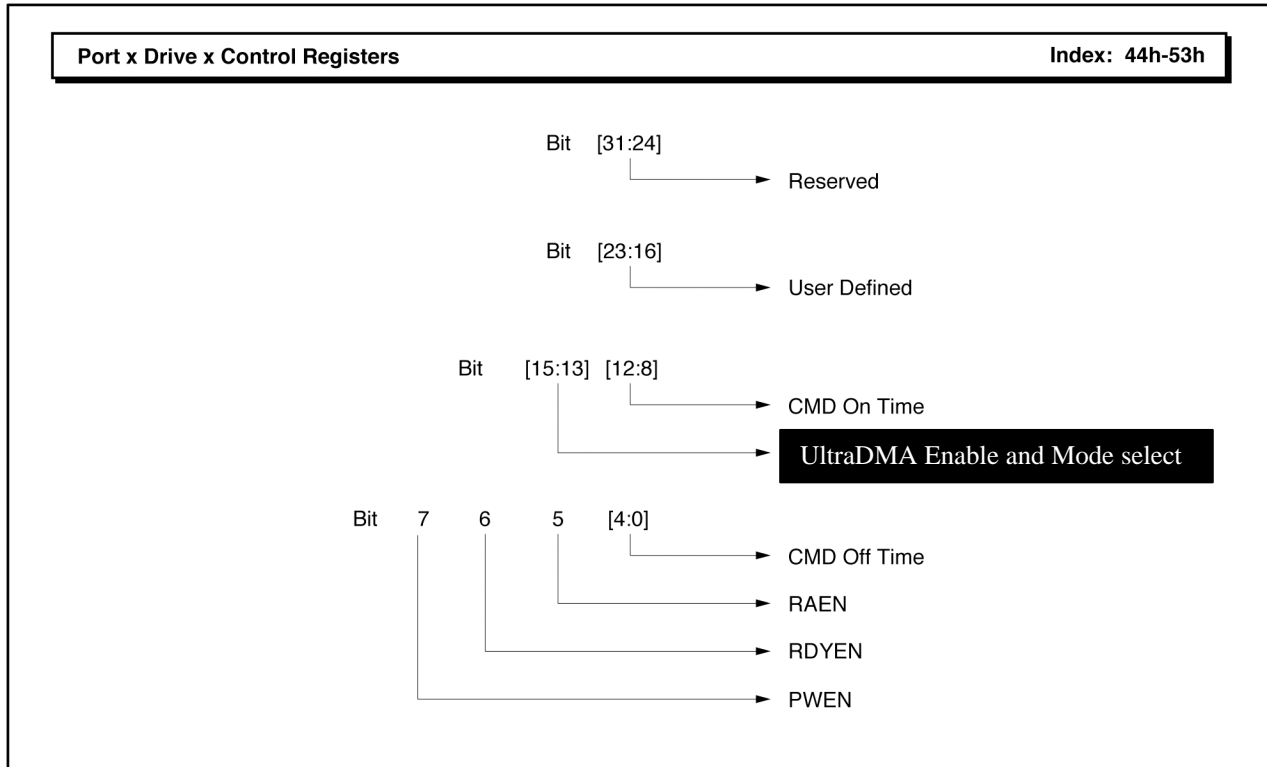 Port x Drive x Control Registers Index: 44h-53h
Bit [31:24]
Reserved
Bit [23:16]
User Defined
Bit [15:13] [12:8]
CMD On Time
UltraDMA Enable and Mode select
Bit 7 6 5 [4:0]
CMD Off Time
RAEN
RDYEN
PWEN